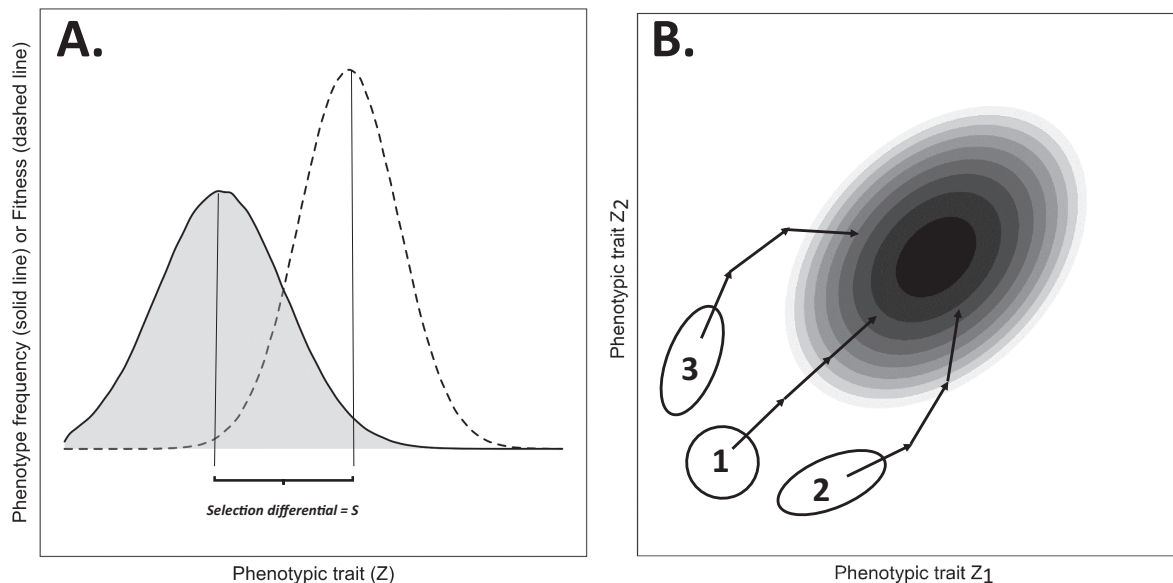 A.
Phenotype frequency (solid line) or Fitness (dashed line)
Selection differential = S
Phenotypic trait (Z)
B.
Phenotypic trait Z2
3
1
2
Phenotypic trait Z1